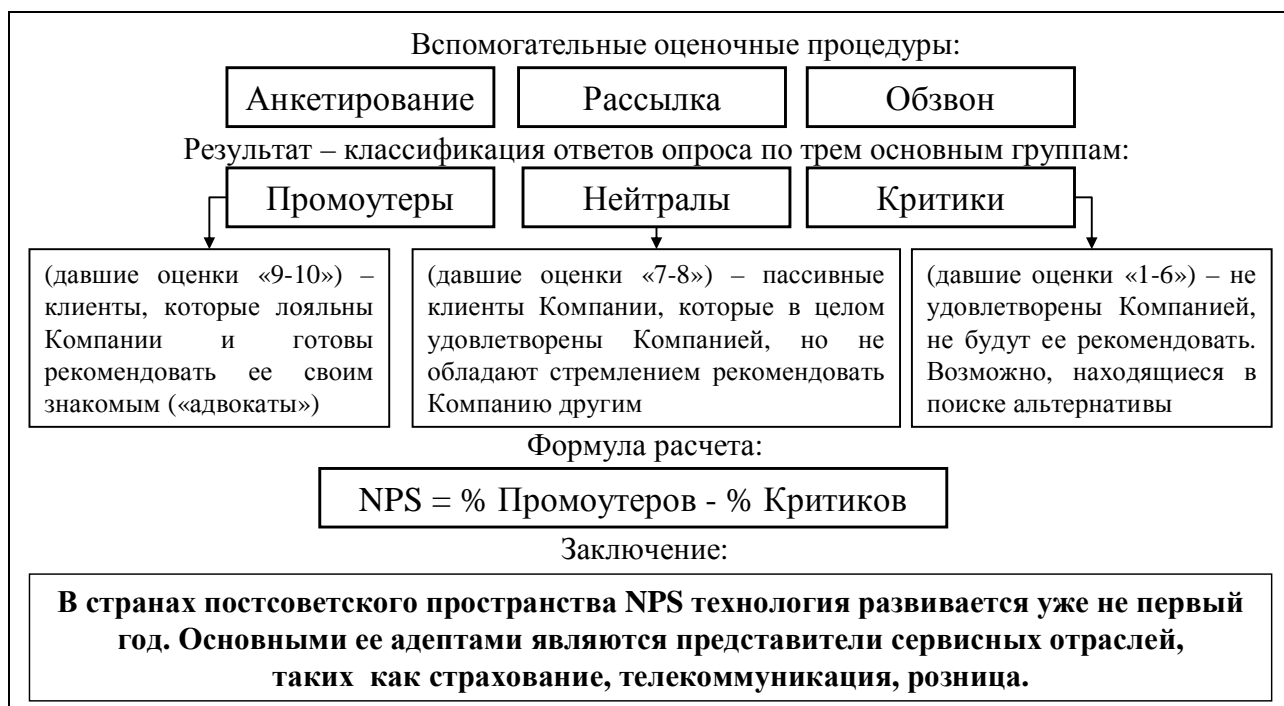 Вспомогательные оценочные процедуры:
Анкетирование
Рассылка
Обзвон
Результат – классификация ответов опроса по трем основным группам:
Промоутеры
Нейтралы
Критики
(давшие оценки «9-10») –
клиенты, которые лояльны
Компании и готовы
рекомендовать ее своим
знакомым («адвокаты»)
(давшие оценки «7-8») – пассивные
клиенты Компании, которые в целом
удовлетворены Компанией, но не
обладают стремлением рекомендовать
Компанию другим
(давшие оценки «1-6») – не
удовлетворены Компанией,
не будут ее рекомендовать.
Возможно, находящиеся в
поиске альтернативы
Формула расчета:
NPS = % Промоутеров - % Критиков
Заключение:
В странах постсоветского пространства NPS технология развивается уже не первый
год. Основными ее адептами являются представители сервисных отраслей,
таких как страхование, телекоммуникация, розница.